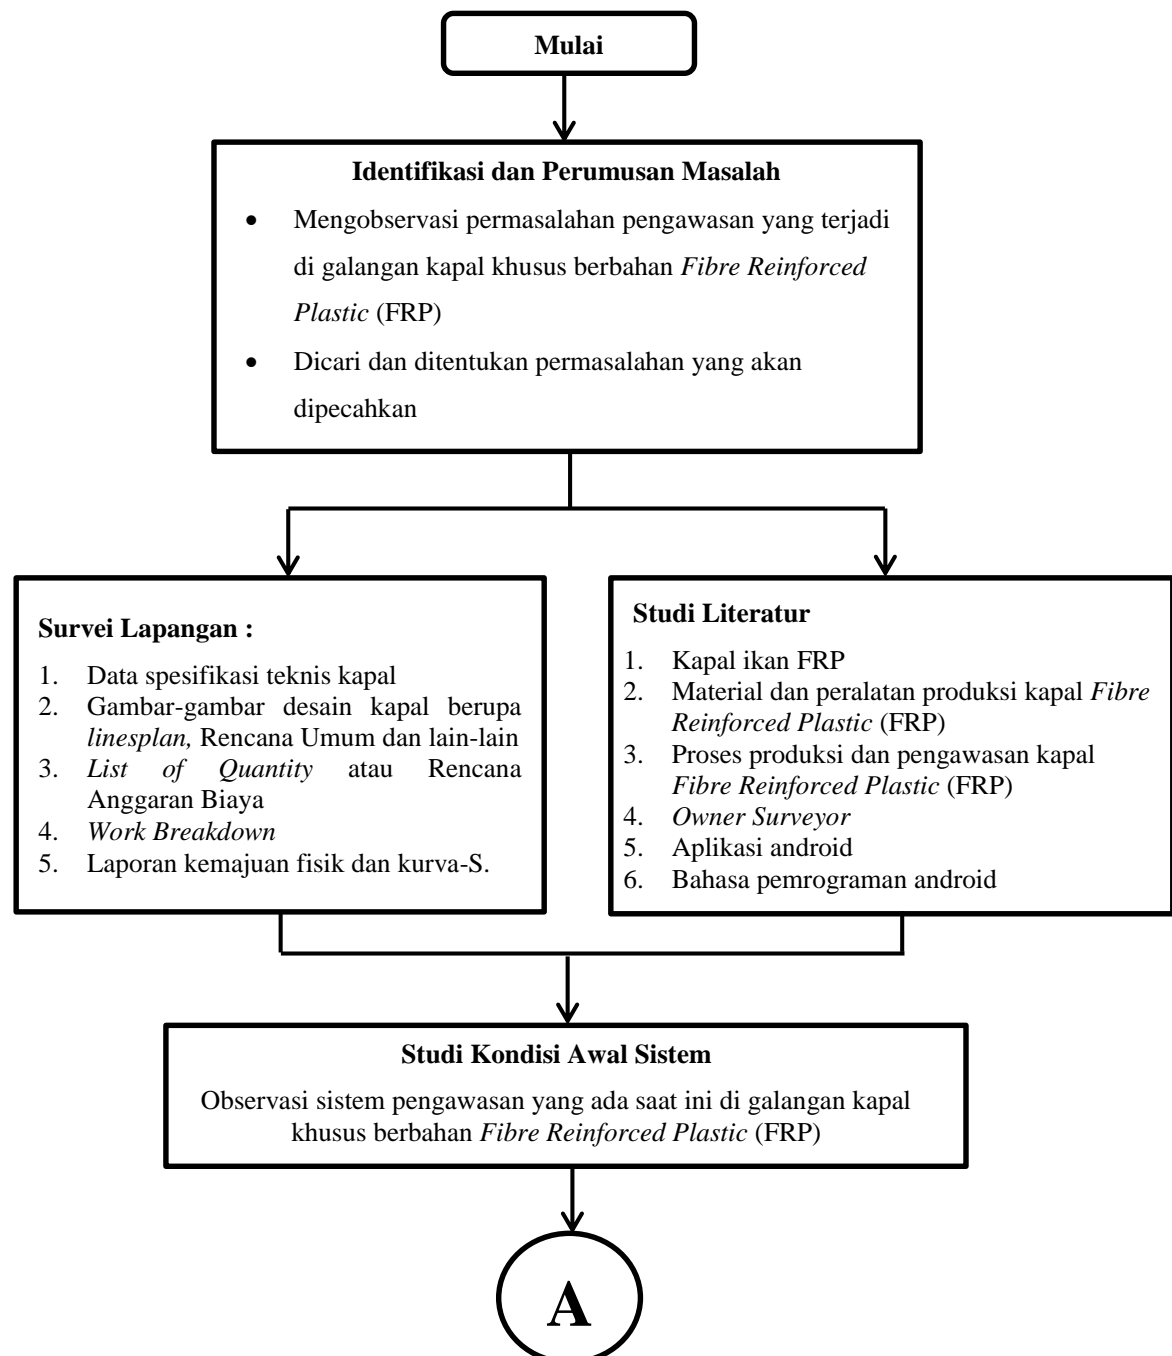 Mulai
Identifikasi dan Perumusan Masalah
• Mengobservasi permasalahan pengawasan yang terjadi
di galangan kapal khusus berbahan Fibre Reinforced
Plastic (FRP)
• Dicari dan ditentukan permasalahan yang akan
dipecahkan
Survei Lapangan :
1. Data spesifikasi teknis kapal
2. Gambar-gambar desain kapal berupa
linesplan, Rencana Umum dan lain-lain
3. List of Quantity atau Rencana
Anggaran Biaya
4. Work Breakdown
5. Laporan kemajuan fisik dan kurva-S.
Studi Literatur
1. Kapal ikan FRP
2. Material dan peralatan produksi kapal Fibre
Reinforced Plastic (FRP)
3. Proses produksi dan pengawasan kapal
Fibre Reinforced Plastic (FRP)
4. Owner Surveyor
5. Aplikasi android
6. Bahasa pemrograman android
Studi Kondisi Awal Sistem
Observasi sistem pengawasan yang ada saat ini di galangan kapal
khusus berbahan Fibre Reinforced Plastic (FRP)
A